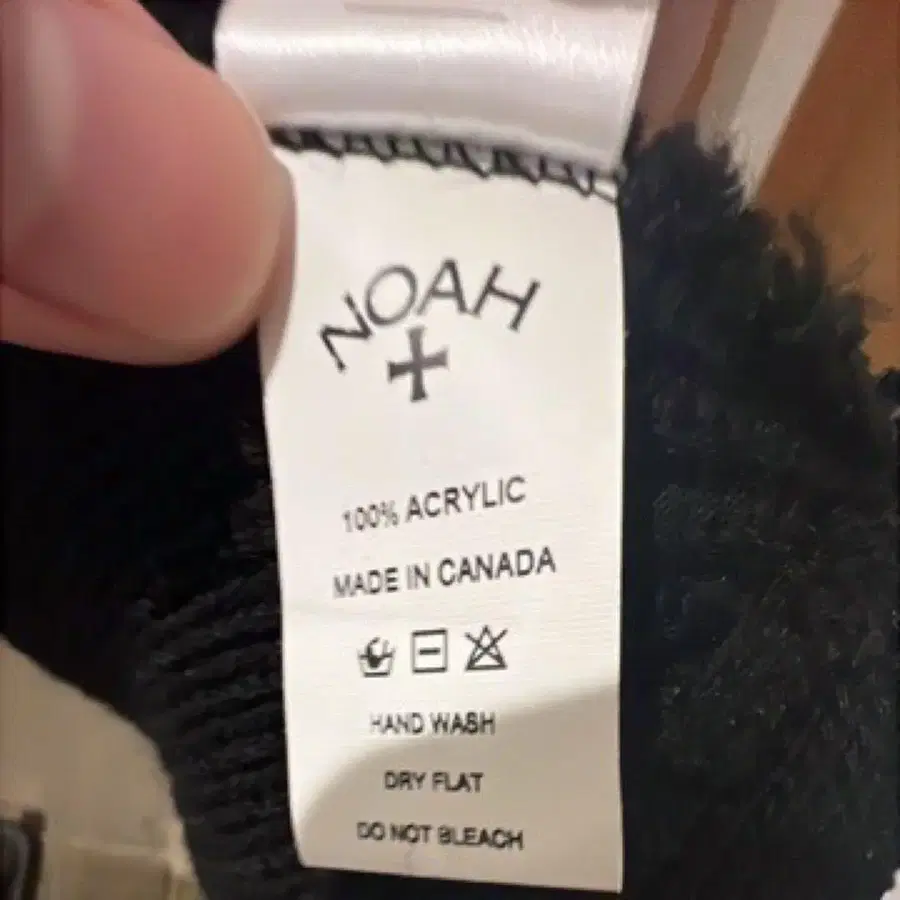 NOAH
100% ACRYLIC
MADE IN CANADA
HAND WASH
DRY FLAT
DO NOT BLEACH